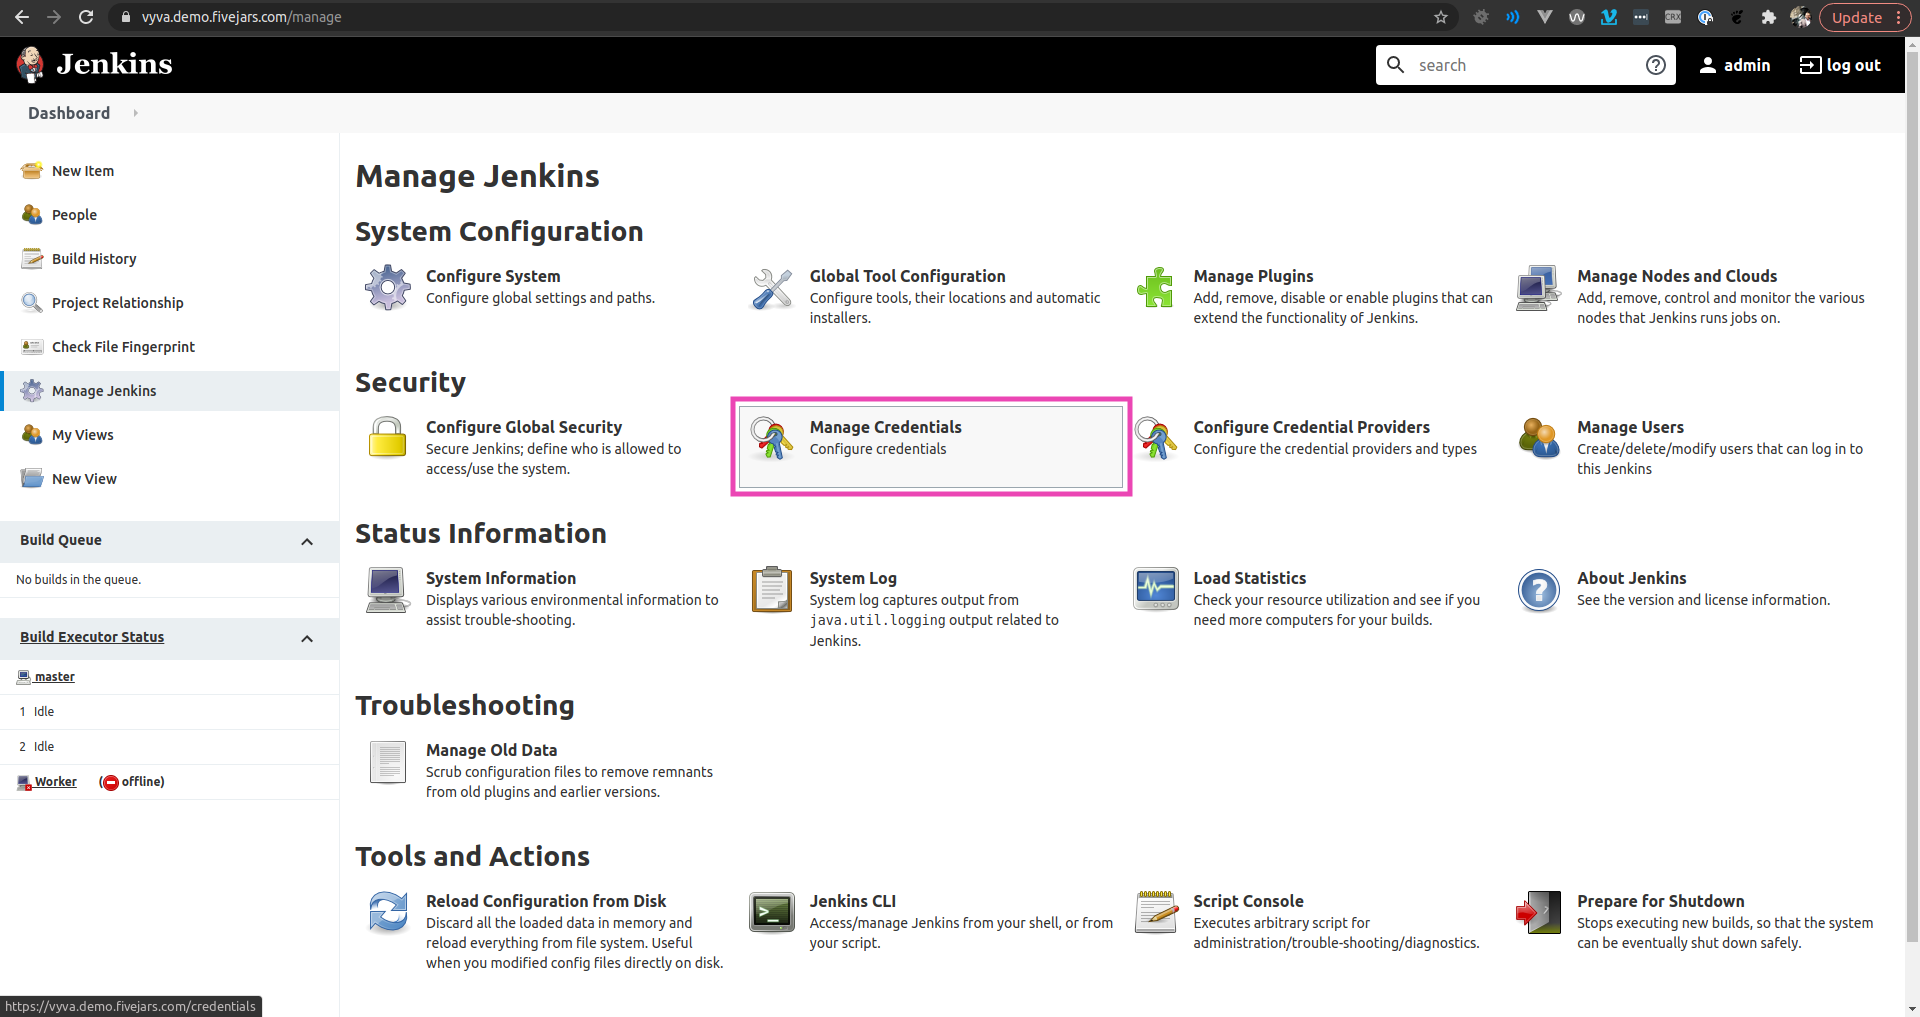 vyva.demo.fivejars.com/manage
CRX
Update
Jenkins
search
admin
log out
Dashboard
New Item
People
Build History
Project Relationship
Check File Fingerprint
Manage Jenkins
My Views
New View
Build Queue
No builds in the queue.
Build Executor Status
master
1 Idle
2 Idle
Worker (offline)
Manage Jenkins
System Configuration
Configure System
Configure global settings and paths.
Global Tool Configuration
Configure tools, their locations and automatic
installers.
Manage Plugins
Add, remove, disable or enable plugins that can
extend the functionality of Jenkins.
Manage Nodes and Clouds
Add, remove, control and monitor the various
nodes that Jenkins runs jobs on.
Security
Configure Global Security
Secure Jenkins; define who is allowed to
access/use the system.
Manage Credentials
Configure credentials
Configure Credential Providers
Configure the credential providers and types
Manage Users
Create/delete/modify users that can log in to
this Jenkins
Status Information
System Information
Displays various environmental information to
assist trouble-shooting.
System Log
System log captures output from
java.util.logging output related to
Jenkins.
Load Statistics
Check your resource utilization and see if you
need more computers for your builds.
About Jenkins
See the version and license information.
Troubleshooting
Manage Old Data
Scrub configuration files to remove remnants
from old plugins and earlier versions.
Tools and Actions
Reload Configuration from Disk
Discard all the loaded data in memory and
reload everything from file system. Useful
when you modified config files directly on disk.
Jenkins CLI
Access/manage Jenkins from your shell, or from
your script.
Script Console
Executes arbitrary script for
administration/trouble-shooting/diagnostics.
Prepare for Shutdown
Stops executing new builds, so that the system
can be eventually shut down safely.
https://vyva.demo.fivejars.com/credentials